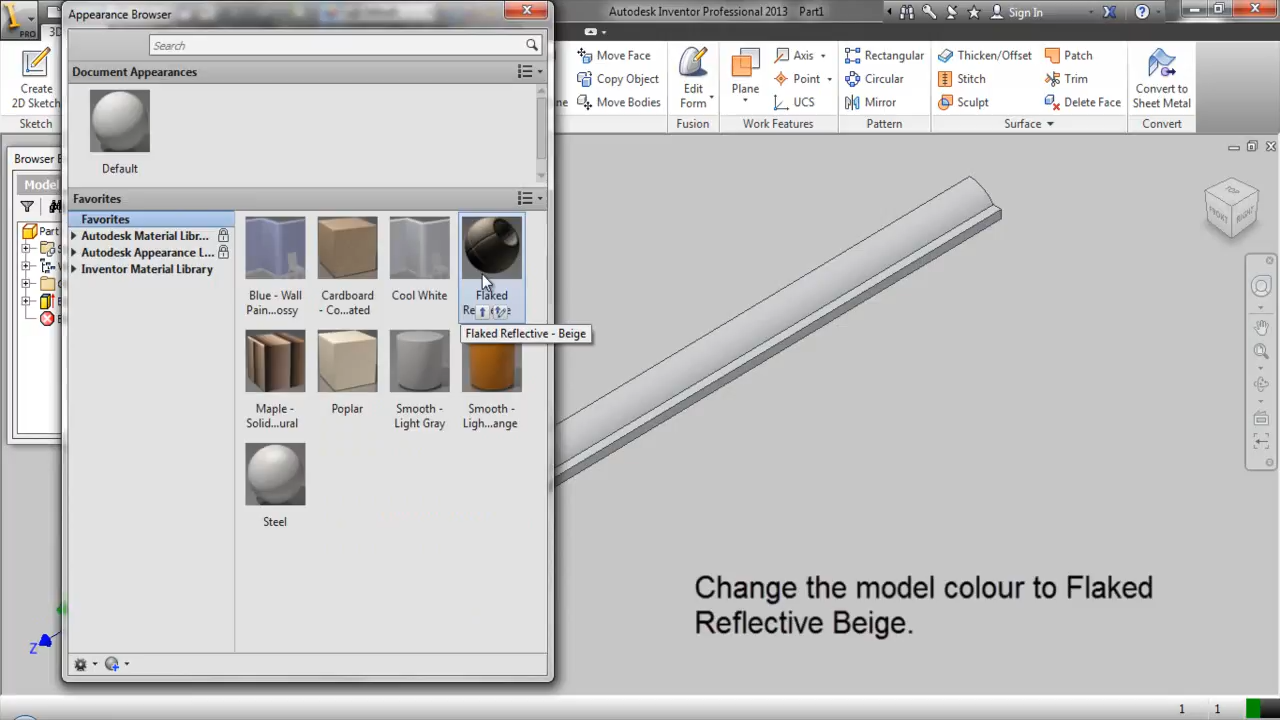 Appearance Browser
Autodesk Inventor Professional 2013 Part1
Sign In
PRO
3D
Search
Document Appearances
Default
Favorites
Favorites
Autodesk Material Libr...
Autodesk Appearance L...
Inventor Material Library
Blue - Wall Pain...ossy
Cardboard - Co...ated
Cool White
Flaked
Flaked Reflective - Beige
Maple - Solid...ural
Poplar
Smooth - Light Gray
Smooth - Ligh...ange
Steel
Create
2D Sketch
Sketch
Move Face
Copy Object
Move Bodies
Edit
Form
Fusion
Plane
Axis
Point
UCS
Work Features
Rectangular
Circular
Mirror
Pattern
Thicken/Offset
Stitch
Sculpt
Patch
Trim
Delete Face
Surface
Convert to
Sheet Metal
Convert
Browser B
Model
Part
FRONT
RIGHT
Z
Change the model colour to Flaked
Reflective Beige.
1 1